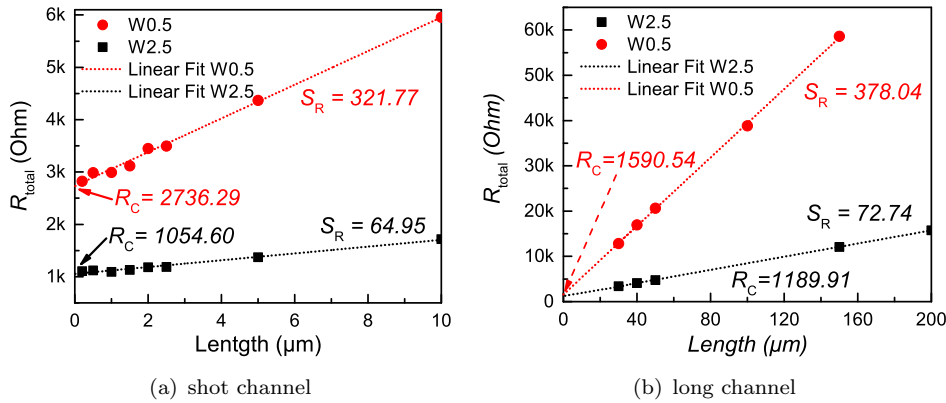 6k
5k
4k
3k
2k
1k
R_total (Ohm)
W0.5
W2.5
Linear Fit W0.5
Linear Fit W2.5
S_R = 321.77
R_C = 2736.29
R_C = 1054.60
S_R = 64.95
0 2 4 6 8 10
Lentgth (μm)
(a) shot channel
60k
50k
40k
30k
20k
10k
0
R_total (Ohm)
W2.5
W0.5
Linear Fit W2.5
Linear Fit W0.5
S_R = 378.04
R_C=1590.54
S_R = 72.74
R_C=1189.91
0 40 80 120 160 200
Length (μm)
(b) long channel